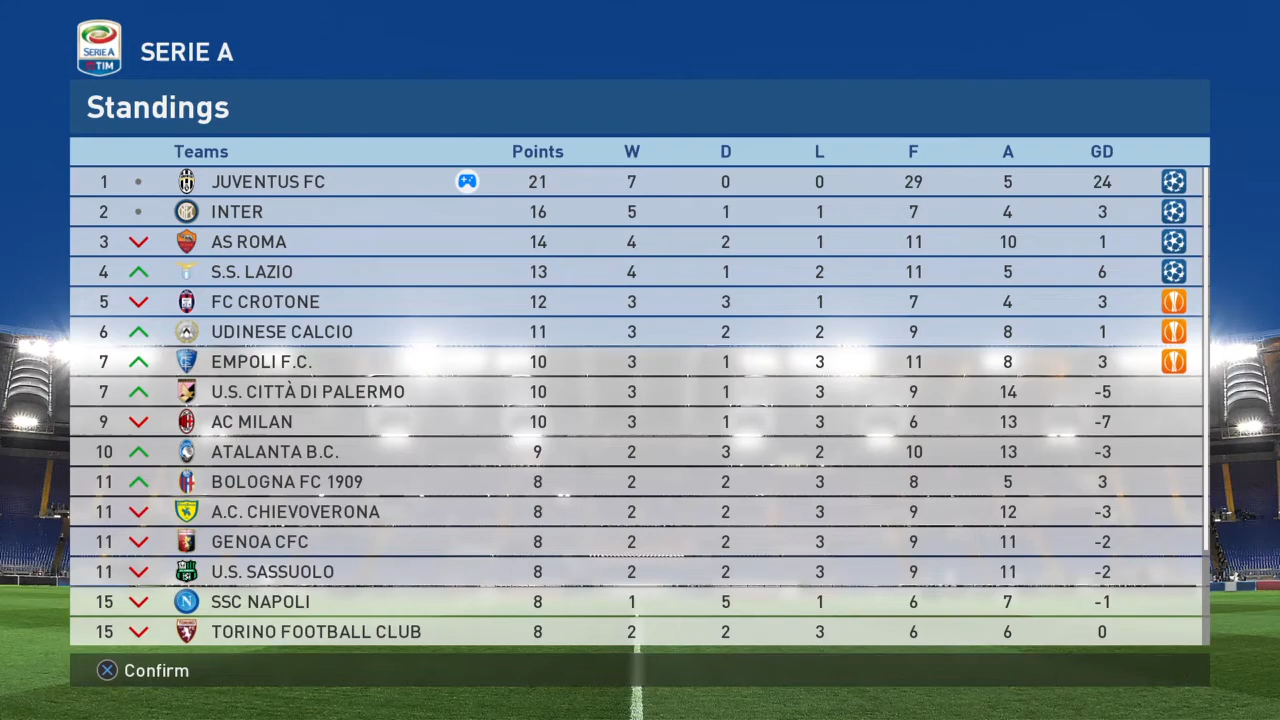 SERIE A
TIM
SERIE A
Standings
Teams Points W D L F A GD
1 JUVENTUS FC 21 7 0 0 29 5 24
2 INTER 16 5 1 1 7 4 3
3 AS ROMA 14 4 2 1 11 10 1
4 S.S. LAZIO 13 4 1 2 11 5 6
5 FC CROTONE 12 3 3 1 7 4 3
6 UDINESE CALCIO 11 3 2 2 9 8 1
7 EMPOLI F.C. 10 3 1 3 11 8 3
7 U.S. CITTÀ DI PALERMO 10 3 1 3 9 14 -5
9 AC MILAN 10 3 1 3 6 13 -7
10 ATALANTA B.C. 9 2 3 2 10 13 -3
11 BOLOGNA FC 1909 8 2 2 3 8 5 3
11 A.C. CHIEVOVERONA 8 2 2 3 9 12 -3
11 GENOA CFC 8 2 2 3 9 11 -2
11 U.S. SASSUOLO 8 2 2 3 9 11 -2
15 SSC NAPOLI 8 1 5 1 6 7 -1
15 TORINO FOOTBALL CLUB 8 2 2 3 6 6 0
Confirm